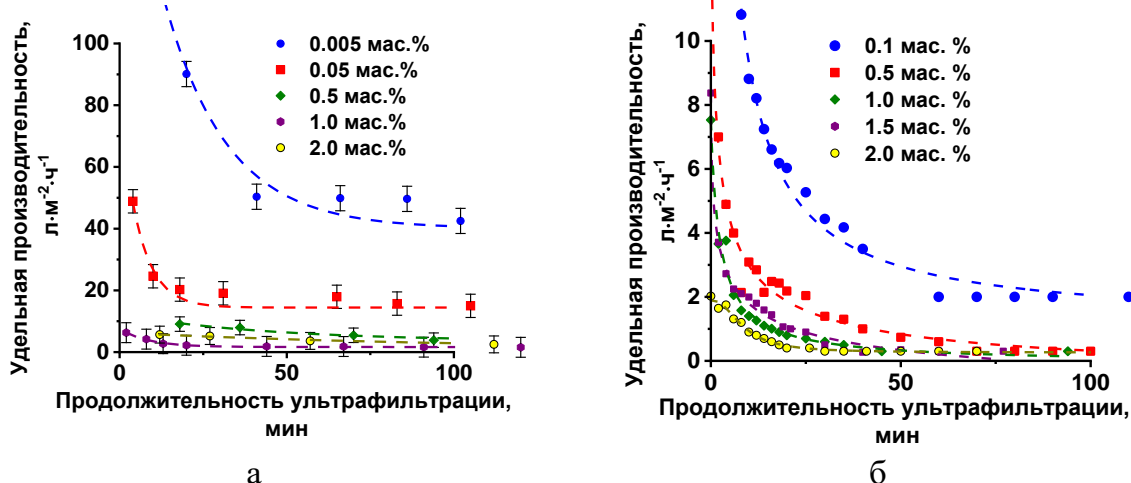 Удельная производительность,
л·м⁻²·ч⁻¹
100
80
60
40
20
0
0
50
100
0.005 мас.%
0.05 мас.%
0.5 мас.%
1.0 мас.%
2.0 мас.%
Продолжительность ультрафильтрации,
мин
а
Удельная производительность,
л·м⁻²·ч⁻¹
10
8
6
4
2
0
0
50
100
0.1 мас. %
0.5 мас. %
1.0 мас. %
1.5 мас. %
2.0 мас. %
Продолжительность ультрафильтрации,
мин
б